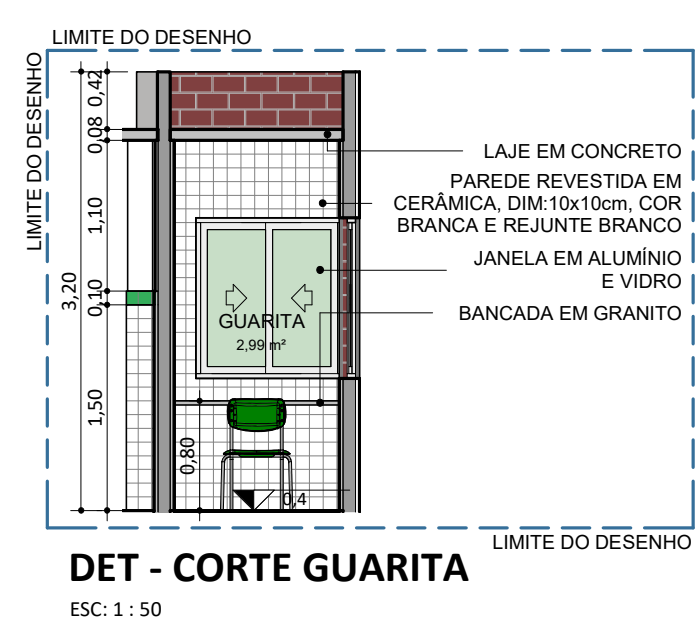 LIMITE DO DESENHO
LIMITE DO DESENHO
3,20
0,42
0,08
1,10
0,10
1,50
0,80
LAJE EM CONCRETO
PAREDE REVESTIDA EM
CERÂMICA, DIM:10x10cm, COR
BRANCA E REJUNTE BRANCO
JANELA EM ALUMÍNIO
E VIDRO
BANCADA EM GRANITO
GUARITA
2,99 m²
0,4
LIMITE DO DESENHO
DET - CORTE GUARITA
ESC: 1 : 50